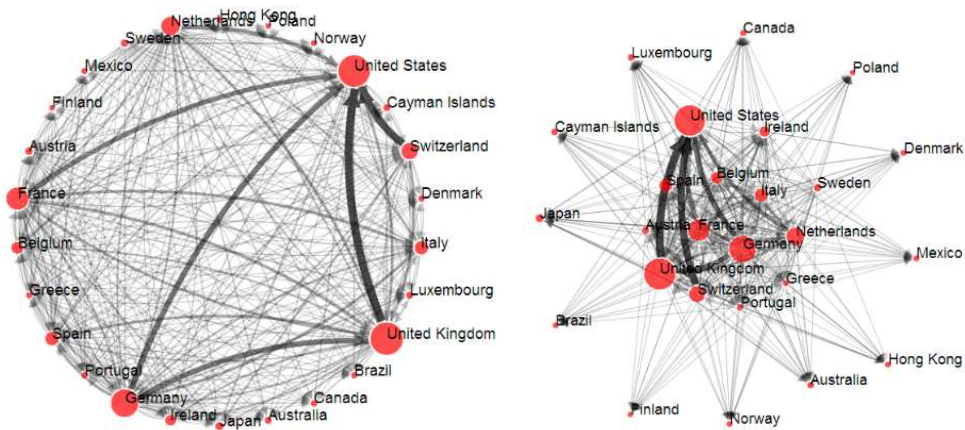 Hong Kong
Netherlands
Poland
Sweden
Norway
United States
Mexico
Cayman Islands
Finland
Switzerland
Austria
Denmark
France
Belgium
Italy
Greece
Luxembourg
Spain
United Kingdom
Portugal
Brazil
Germany
Canada
Ireland
Japan
Australia
Canada
Luxembourg
Poland
United States
Cayman Islands
Ireland
Denmark
Belgium
Spain
Italy
Sweden
Japan
Austria
France
Netherlands
Germany
Mexico
United Kingdom
Greece
Switzerland
Portugal
Brazil
Hong Kong
Australia
Finland
Norway